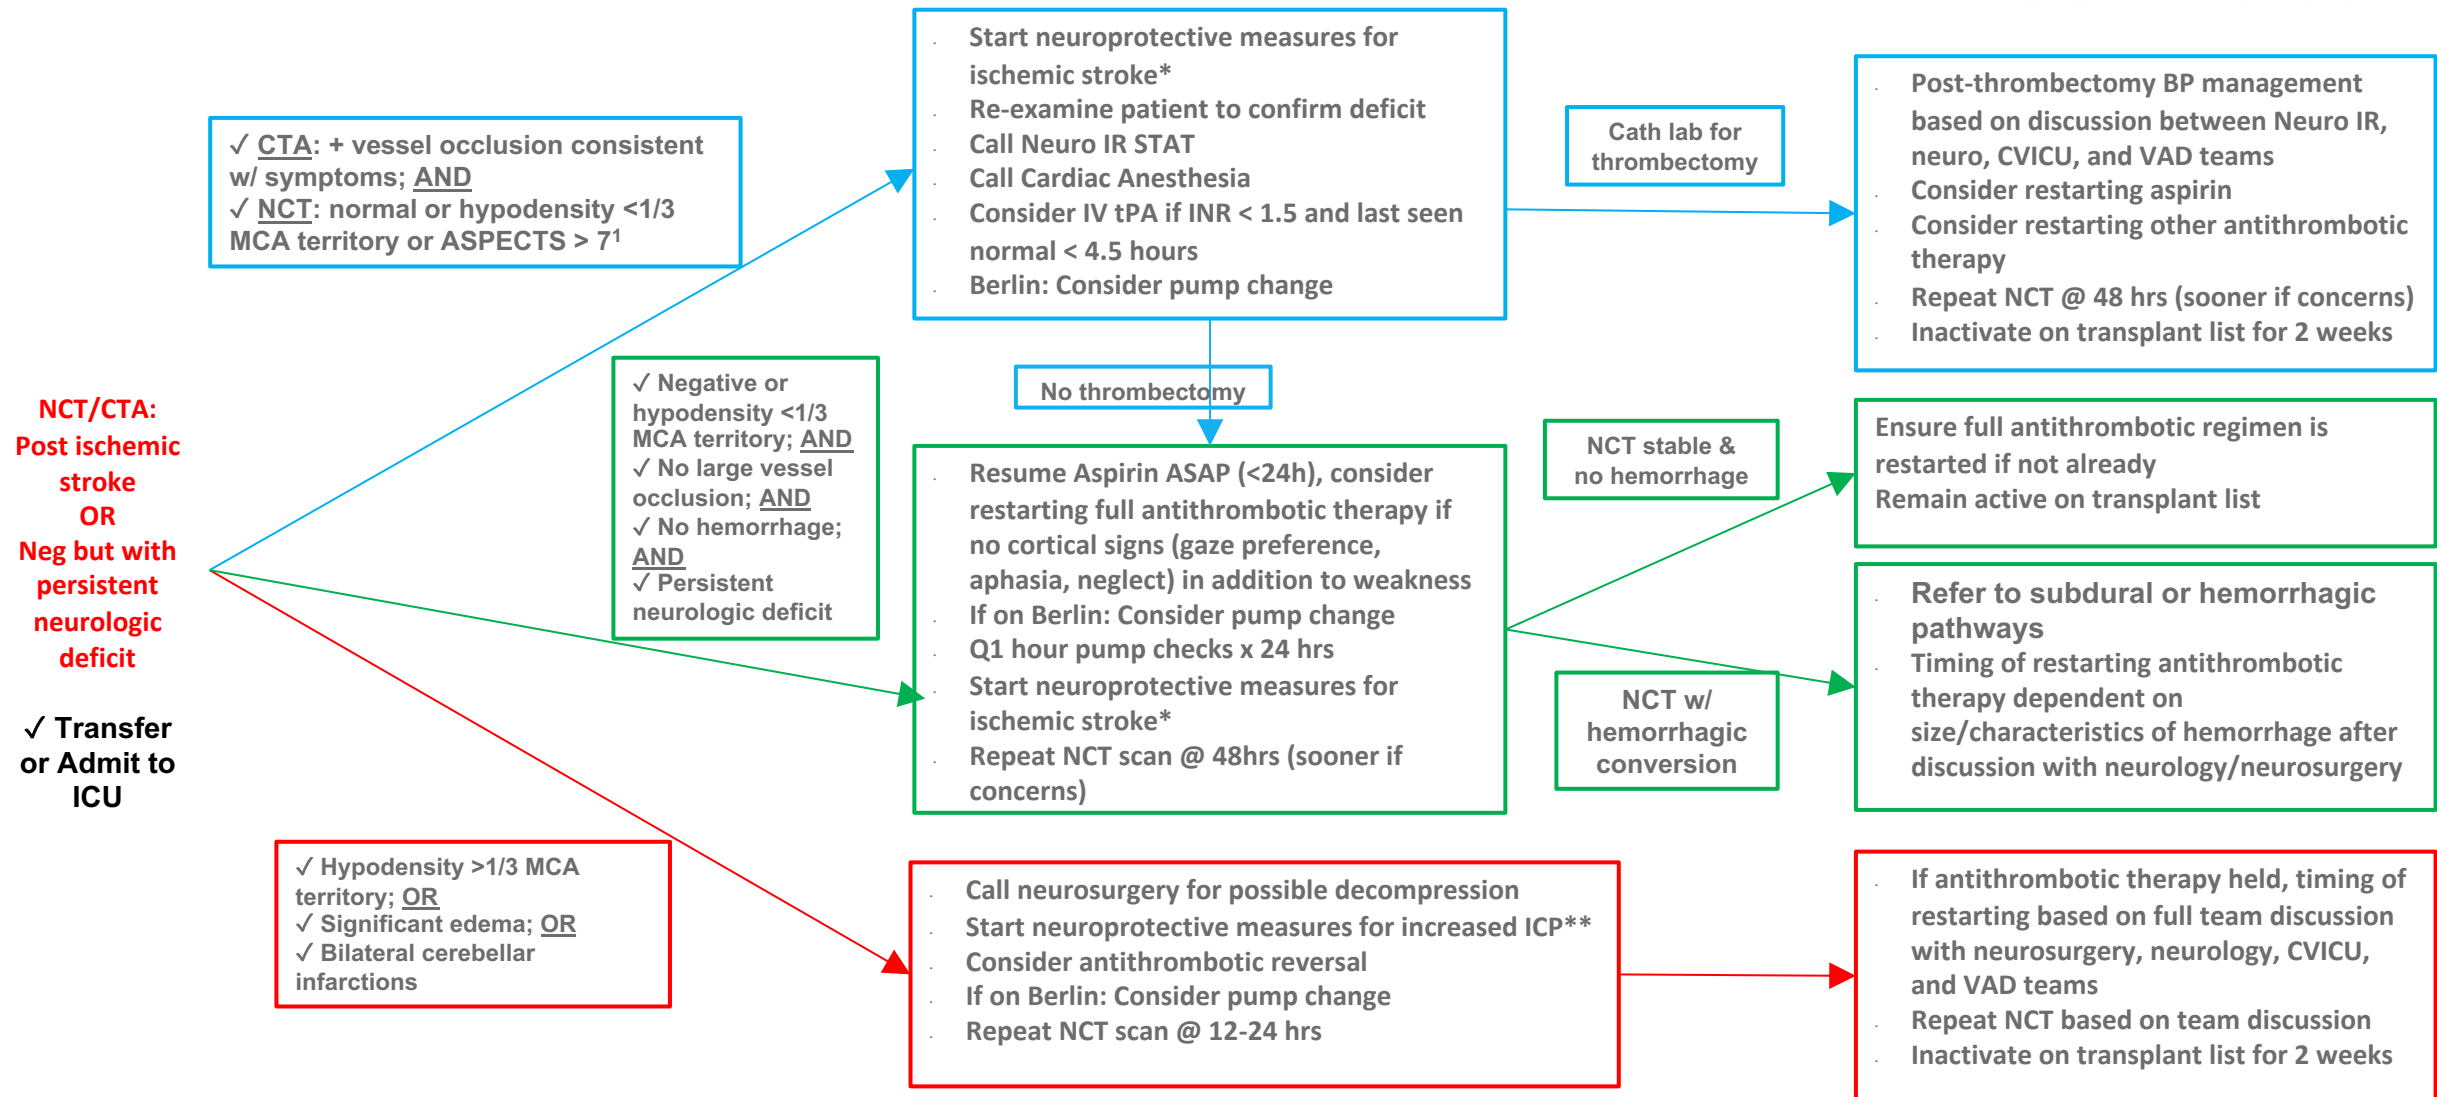 NCT/CTA:
Post ischemic
stroke
OR
Neg but with
persistent
neurologic
deficit
✓ Transfer
or Admit to
ICU
✓ CTA: + vessel occlusion consistent
w/ symptoms; AND
✓ NCT: normal or hypodensity <1/3
MCA territory or ASPECTS > 7¹
· Start neuroprotective measures for
ischemic stroke*
· Re-examine patient to confirm deficit
· Call Neuro IR STAT
· Call Cardiac Anesthesia
· Consider IV tPA if INR < 1.5 and last seen
normal < 4.5 hours
· Berlin: Consider pump change
Cath lab for
thrombectomy
· Post-thrombectomy BP management
based on discussion between Neuro IR,
neuro, CVICU, and VAD teams
· Consider restarting aspirin
· Consider restarting other antithrombotic
therapy
· Repeat NCT @ 48 hrs (sooner if concerns)
· Inactivate on transplant list for 2 weeks
No thrombectomy
✓ Negative or
hypodensity <1/3
MCA territory; AND
✓ No large vessel
occlusion; AND
✓ No hemorrhage;
AND
✓ Persistent
neurologic deficit
· Resume Aspirin ASAP (<24h), consider
restarting full antithrombotic therapy if
no cortical signs (gaze preference,
aphasia, neglect) in addition to weakness
· If on Berlin: Consider pump change
· Q1 hour pump checks x 24 hrs
· Start neuroprotective measures for
ischemic stroke*
· Repeat NCT scan @ 48hrs (sooner if
concerns)
NCT stable &
no hemorrhage
Ensure full antithrombotic regimen is
restarted if not already
Remain active on transplant list
NCT w/
hemorrhagic
conversion
· Refer to subdural or hemorrhagic
pathways
· Timing of restarting antithrombotic
therapy dependent on
size/characteristics of hemorrhage after
discussion with neurology/neurosurgery
✓ Hypodensity >1/3 MCA
territory; OR
✓ Significant edema; OR
✓ Bilateral cerebellar
infarctions
· Call neurosurgery for possible decompression
· Start neuroprotective measures for increased ICP**
· Consider antithrombotic reversal
· If on Berlin: Consider pump change
· Repeat NCT scan @ 12-24 hrs
· If antithrombotic therapy held, timing of
restarting based on full team discussion
with neurosurgery, neurology, CVICU,
and VAD teams
· Repeat NCT based on team discussion
· Inactivate on transplant list for 2 weeks